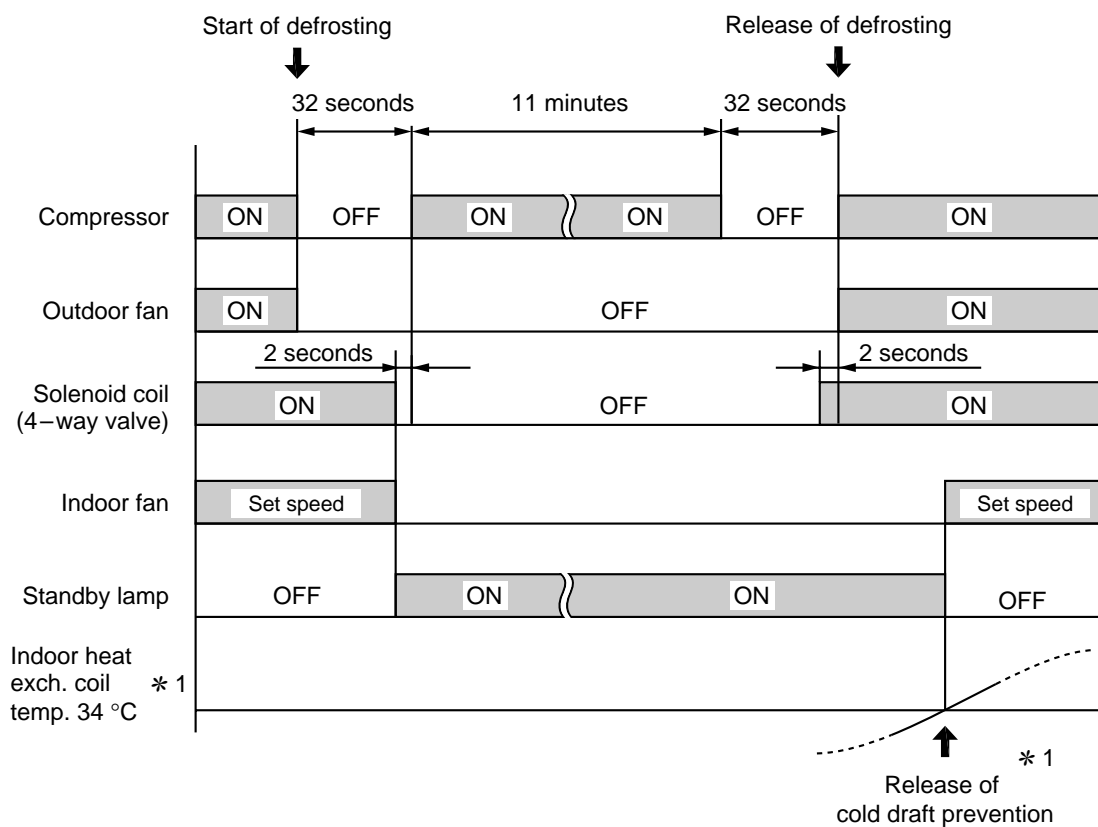 Start of defrosting
Release of defrosting
32 seconds
11 minutes
32 seconds
Compressor
ON
OFF
ON
ON
OFF
ON
Outdoor fan
ON
OFF
ON
2 seconds
2 seconds
Solenoid coil
(4–way valve)
ON
OFF
ON
Indoor fan
Set speed
Set speed
Standby lamp
OFF
ON
ON
OFF
Indoor heat
exch. coil * 1
temp. 34 °C
* 1
Release of
cold draft prevention